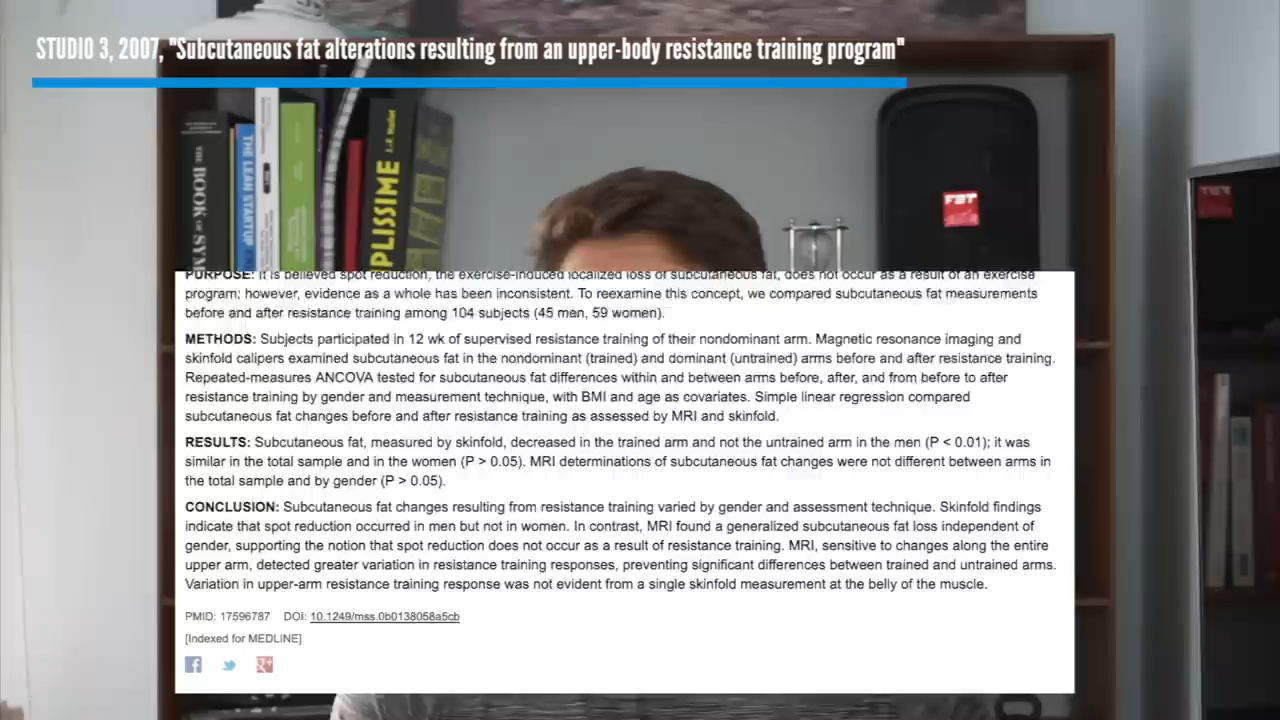 STUDIO 3, 2007, "Subcutaneous fat alterations resulting from an upper-body resistance training program"
THE BOOK OF SY
THE LEAN STARTUP
PLISSIME
FBT
PURPOSE: It is believed spot reduction, the exercise-induced localized loss of subcutaneous fat, does not occur as a result of an exercise
program; however, evidence as a whole has been inconsistent. To reexamine this concept, we compared subcutaneous fat measurements
before and after resistance training among 104 subjects (45 men, 59 women).
METHODS: Subjects participated in 12 wk of supervised resistance training of their nondominant arm. Magnetic resonance imaging and
skinfold calipers examined subcutaneous fat in the nondominant (trained) and dominant (untrained) arms before and after resistance training.
Repeated-measures ANCOVA tested for subcutaneous fat differences within and between arms before, after, and from before to after
resistance training by gender and measurement technique, with BMI and age as covariates. Simple linear regression compared
subcutaneous fat changes before and after resistance training as assessed by MRI and skinfold.
RESULTS: Subcutaneous fat, measured by skinfold, decreased in the trained arm and not the untrained arm in the men (P < 0.01); it was
similar in the total sample and in the women (P > 0.05). MRI determinations of subcutaneous fat changes were not different between arms in
the total sample and by gender (P > 0.05).
CONCLUSION: Subcutaneous fat changes resulting from resistance training varied by gender and assessment technique. Skinfold findings
indicate that spot reduction occurred in men but not in women. In contrast, MRI found a generalized subcutaneous fat loss independent of
gender, supporting the notion that spot reduction does not occur as a result of resistance training. MRI, sensitive to changes along the entire
upper arm, detected greater variation in resistance training responses, preventing significant differences between trained and untrained arms.
Variation in upper-arm resistance training response was not evident from a single skinfold measurement at the belly of the muscle.
PMID: 17596787 DOI: 10.1249/mss.0b0138058a5cb
[Indexed for MEDLINE]